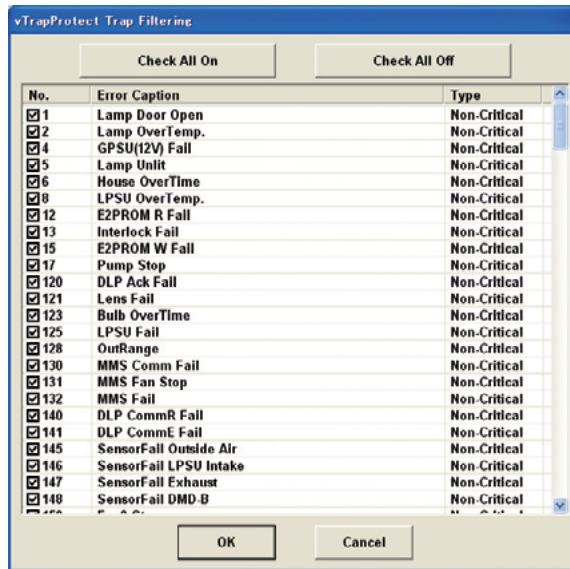 vTrapProtect Trap Filtering
Check All On Check All Off
No. Error Caption Type
1 Lamp Door Open Non-Critical
2 Lamp OverTemp. Non-Critical
4 GPSU(12V) Fail Non-Critical
5 Lamp Unlit Non-Critical
6 House OverTime Non-Critical
8 LPSU OverTemp. Non-Critical
12 E2PROM R Fail Non-Critical
13 Interlock Fail Non-Critical
15 E2PROM W Fail Non-Critical
17 Pump Stop Non-Critical
120 DLP Ack Fail Non-Critical
121 Lens Fail Non-Critical
123 Bulb OverTime Non-Critical
125 LPSU Fail Non-Critical
128 OutRange Non-Critical
130 MMS Comm Fail Non-Critical
131 MMS Fan Stop Non-Critical
132 MMS Fail Non-Critical
140 DLP CommR Fail Non-Critical
141 DLP CommE Fail Non-Critical
145 SensorFail Outside Air Non-Critical
146 SensorFail LPSU Intake Non-Critical
147 SensorFail Exhaust Non-Critical
148 SensorFail DMD-B Non-Critical
OK Cancel